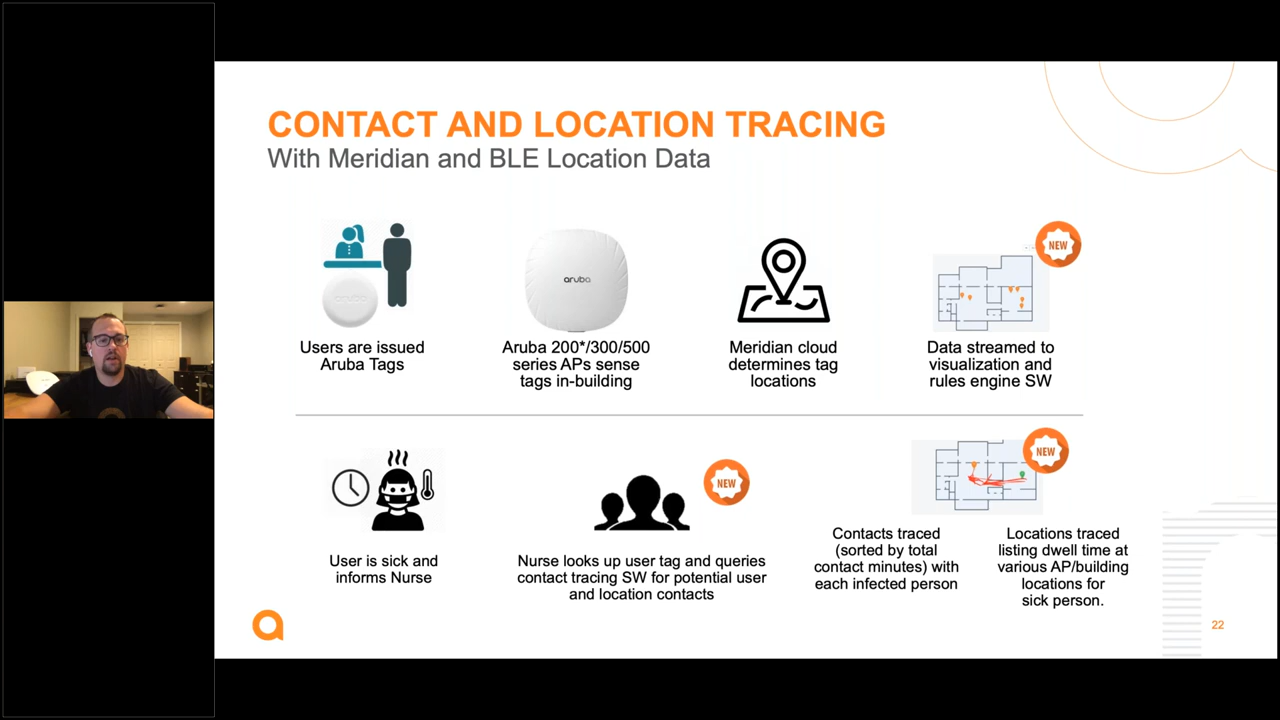 CONTACT AND LOCATION TRACING
With Meridian and BLE Location Data
aruba
Users are issued
Aruba Tags
aruba
Aruba 200*/300/500
series APs sense
tags in-building
Meridian cloud
determines tag
locations
NEW
Data streamed to
visualization and
rules engine SW
User is sick and
informs Nurse
NEW
Nurse looks up user tag and queries
contact tracing SW for potential user
and location contacts
NEW
Contacts traced
(sorted by total
contact minutes) with
each infected person
Locations traced
listing dwell time at
various AP/building
locations for
sick person.
22